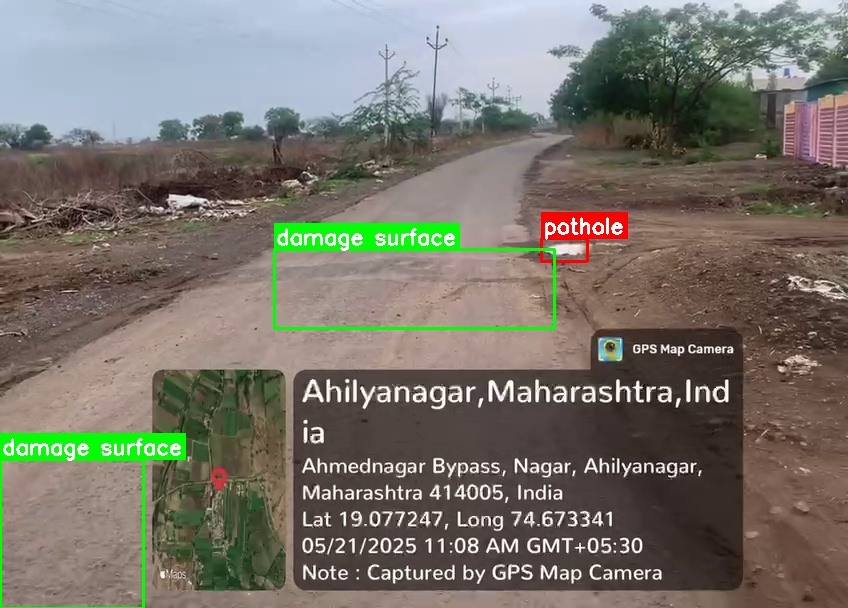 pothole
damage surface
GPS Map Camera
Ahilyanagar,Maharashtra,Ind
ia
damage surface
Ahmednagar Bypass, Nagar, Ahilyanagar,
Maharashtra 414005, India
Lat 19.077247, Long 74.673341
05/21/2025 11:08 AM GMT+05:30
Note : Captured by GPS Map Camera
Maps